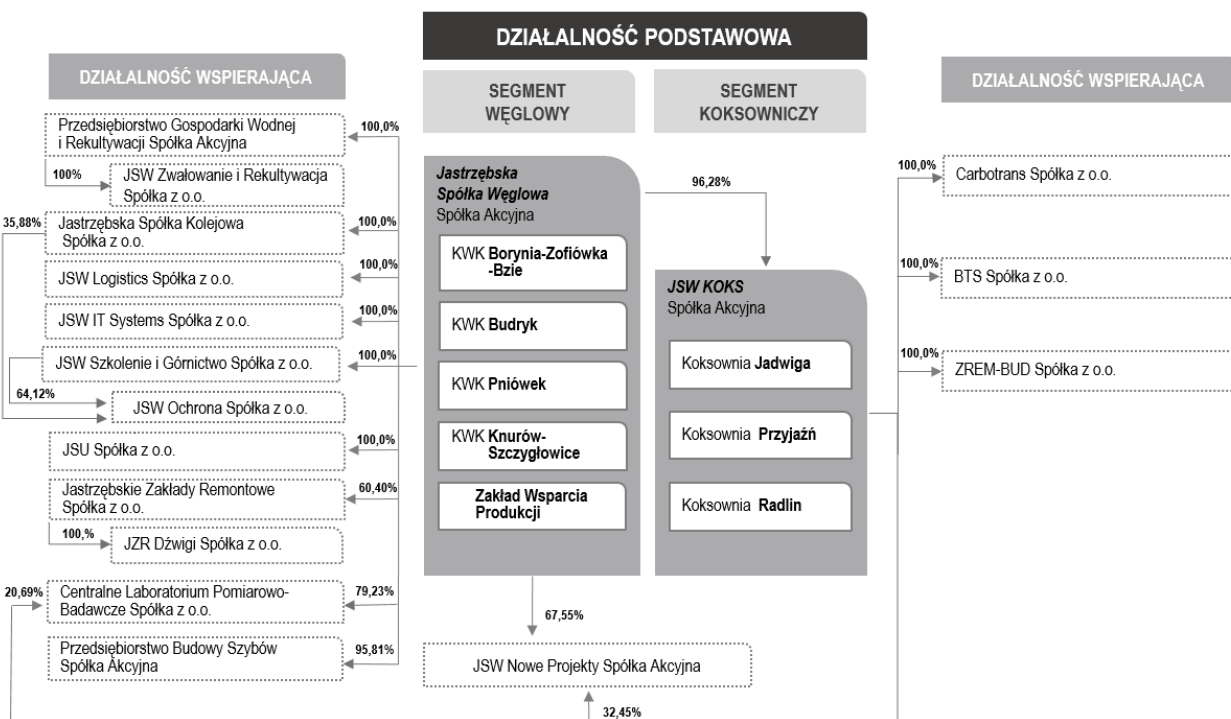 DZIAŁALNOŚĆ PODSTAWOWA
DZIAŁALNOŚĆ WSPIERAJĄCA
SEGMENT
WĘGLOWY
SEGMENT
KOKSOWNICZY
DZIAŁALNOŚĆ WSPIERAJĄCA
Przedsiębiorstwo Gospodarki Wodnej
i Rekultywacji Spółka Akcyjna
100,0%
100%
JSW Zwałowanie i Rekultywacja
Spółka z o.o.
35,88%
Jastrzębska Spółka Kolejowa
Spółka z o.o.
100,0%
JSW Logistics Spółka z o.o.
100,0%
JSW IT Systems Spółka z o.o.
100,0%
JSW Szkolenie i Górnictwo Spółka z o.o.
100,0%
64,12%
JSW Ochrona Spółka z o.o.
JSU Spółka z o.o.
100,0%
Jastrzębskie Zakłady Remontowe
Spółka z o.o.
60,40%
100,%
JZR Dźwigi Spółka z o.o.
20,69%
Centralne Laboratorium Pomiarowo-
Badawcze Spółka z o.o.
79,23%
Przedsiębiorstwo Budowy Szybów
Spółka Akcyjna
95,81%
Jastrzębska
Spółka Węglowa
Spółka Akcyjna
KWK Borynia-Zofiówka
-Bzie
KWK Budryk
KWK Pniówek
KWK Knurów-
Szczygłowice
Zakład Wsparcia
Produkcji
96,28%
JSW KOKS
Spółka Akcyjna
Koksownia Jadwiga
Koksownia Przyjaźń
Koksownia Radlin
67,55%
JSW Nowe Projekty Spółka Akcyjna
32,45%
100,0%
Carbotrans Spółka z o.o.
100,0%
BTS Spółka z o.o.
100,0%
ZREM-BUD Spółka z o.o.